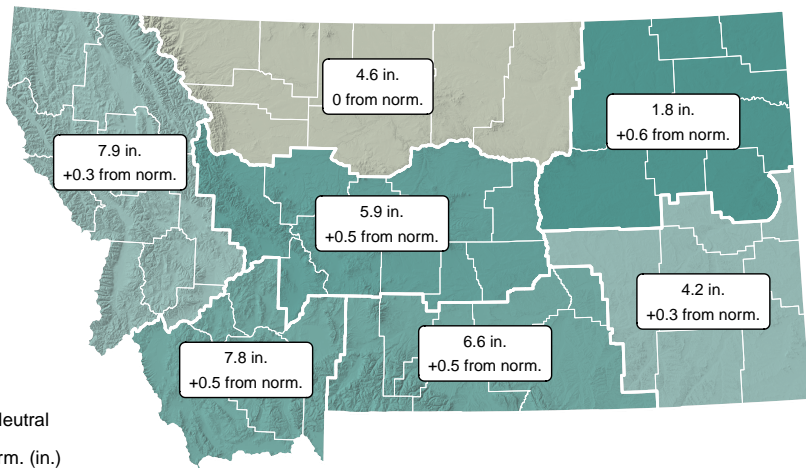 4.6 in.
0 from norm.
1.8 in.
+0.6 from norm.
7.9 in.
+0.3 from norm.
5.9 in.
+0.5 from norm.
4.2 in.
+0.3 from norm.
6.6 in.
+0.5 from norm.
7.8 in.
+0.5 from norm.
(in.)